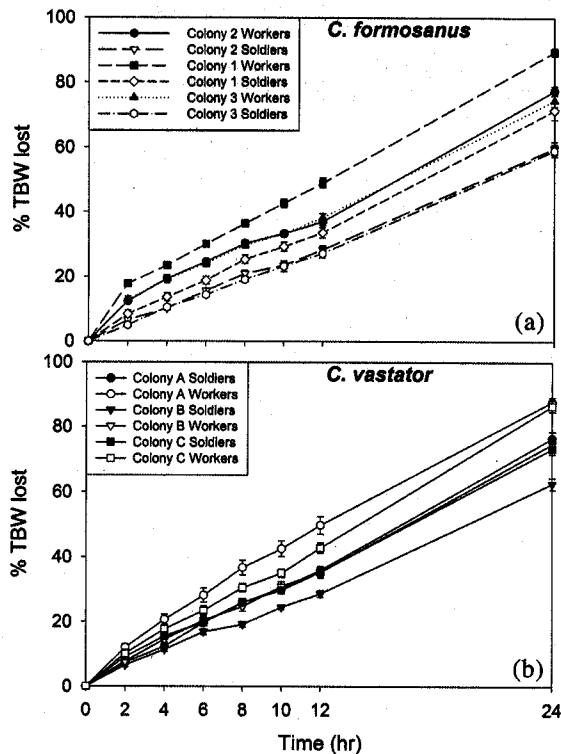 100
80
60
40
20
0
% TBW lost
Colony 2 Workers
Colony 2 Soldiers
Colony 1 Workers
Colony 1 Soldiers
Colony 3 Workers
Colony 3 Soldiers
C. formosanus
(a)
100
80
60
40
20
0
% TBW lost
Colony A Soldiers
Colony A Workers
Colony B Soldiers
Colony B Workers
Colony C Soldiers
Colony C Workers
C. vastator
(b)
0 2 4 6 8 10 12 24
Time (hr)